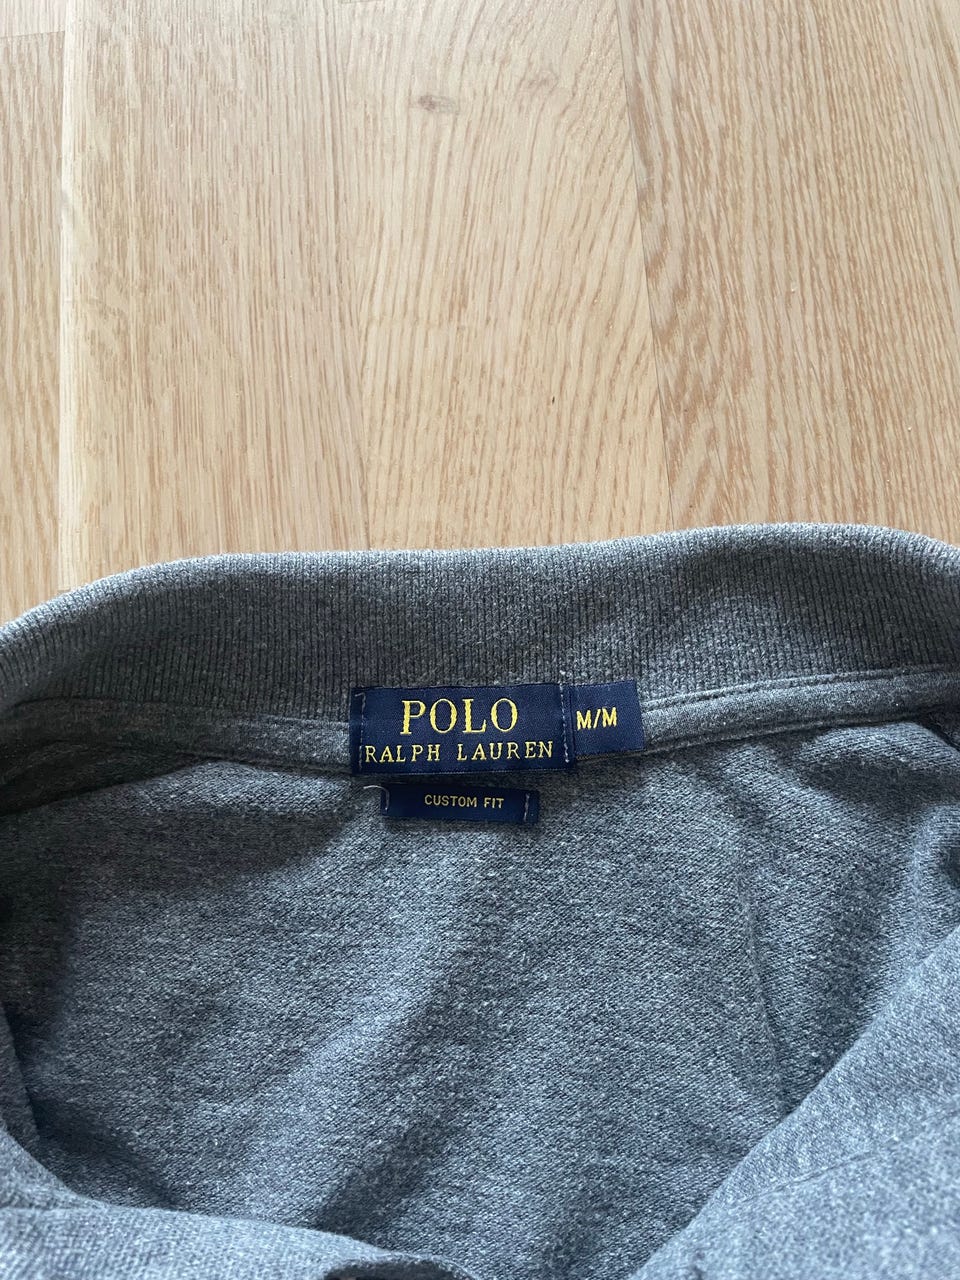 POLO
RALPH LAUREN
M/M
CUSTOM FIT